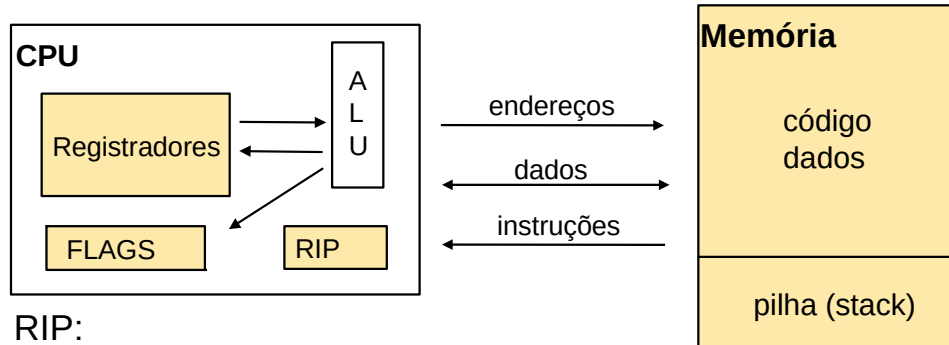 CPU
A
L
U
Registradores
FLAGS
RIP
endereços
dados
instruções
Memória
código
dados
pilha (stack)
RIP: